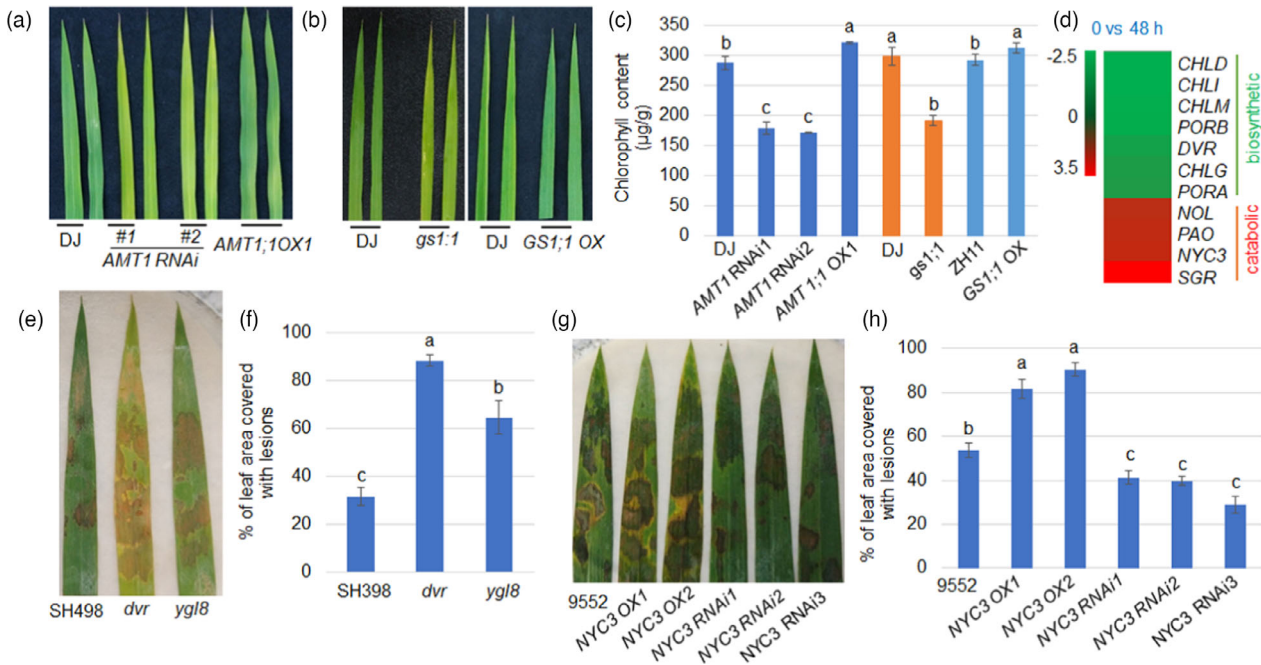 (a)
DJ
#1
#2
AMT1 RNAi
AMT1;1OX1
(b)
DJ
gs1:1
DJ
GS1;1 OX
(c)
Chlorophyll content
(μg/g)
350
300
250
200
150
100
50
0
b
c
c
a
a
b
b
a
DJ
AMT1 RNAi1
AMT1 RNAi2
AMT 1;1 OX1
DJ
gs1;1
ZH11
GS1;1 OX
(d)
0 vs 48 h
-2.5
0
3.5
CHLD
CHLI
CHLM
PORB
DVR
CHLG
PORA
NOL
PAO
NYC3
SGR
biosynthetic
catabolic
(e)
SH498
dvr
ygl8
(f)
% of leaf area covered
with lesions
100
80
60
40
20
0
c
a
b
SH398
dvr
ygl8
(g)
9552
NYC3 OX1
NYC3 OX2
NYC3 RNAi1
NYC3 RNAi2
NYC3 RNAi3
(h)
% of leaf area covered
with lesions
100
80
60
40
20
0
b
a
a
c
c
c
9552
NYC3 OX1
NYC3 OX2
NYC3 RNAi1
NYC3 RNAi2
NYC3 RNAi3